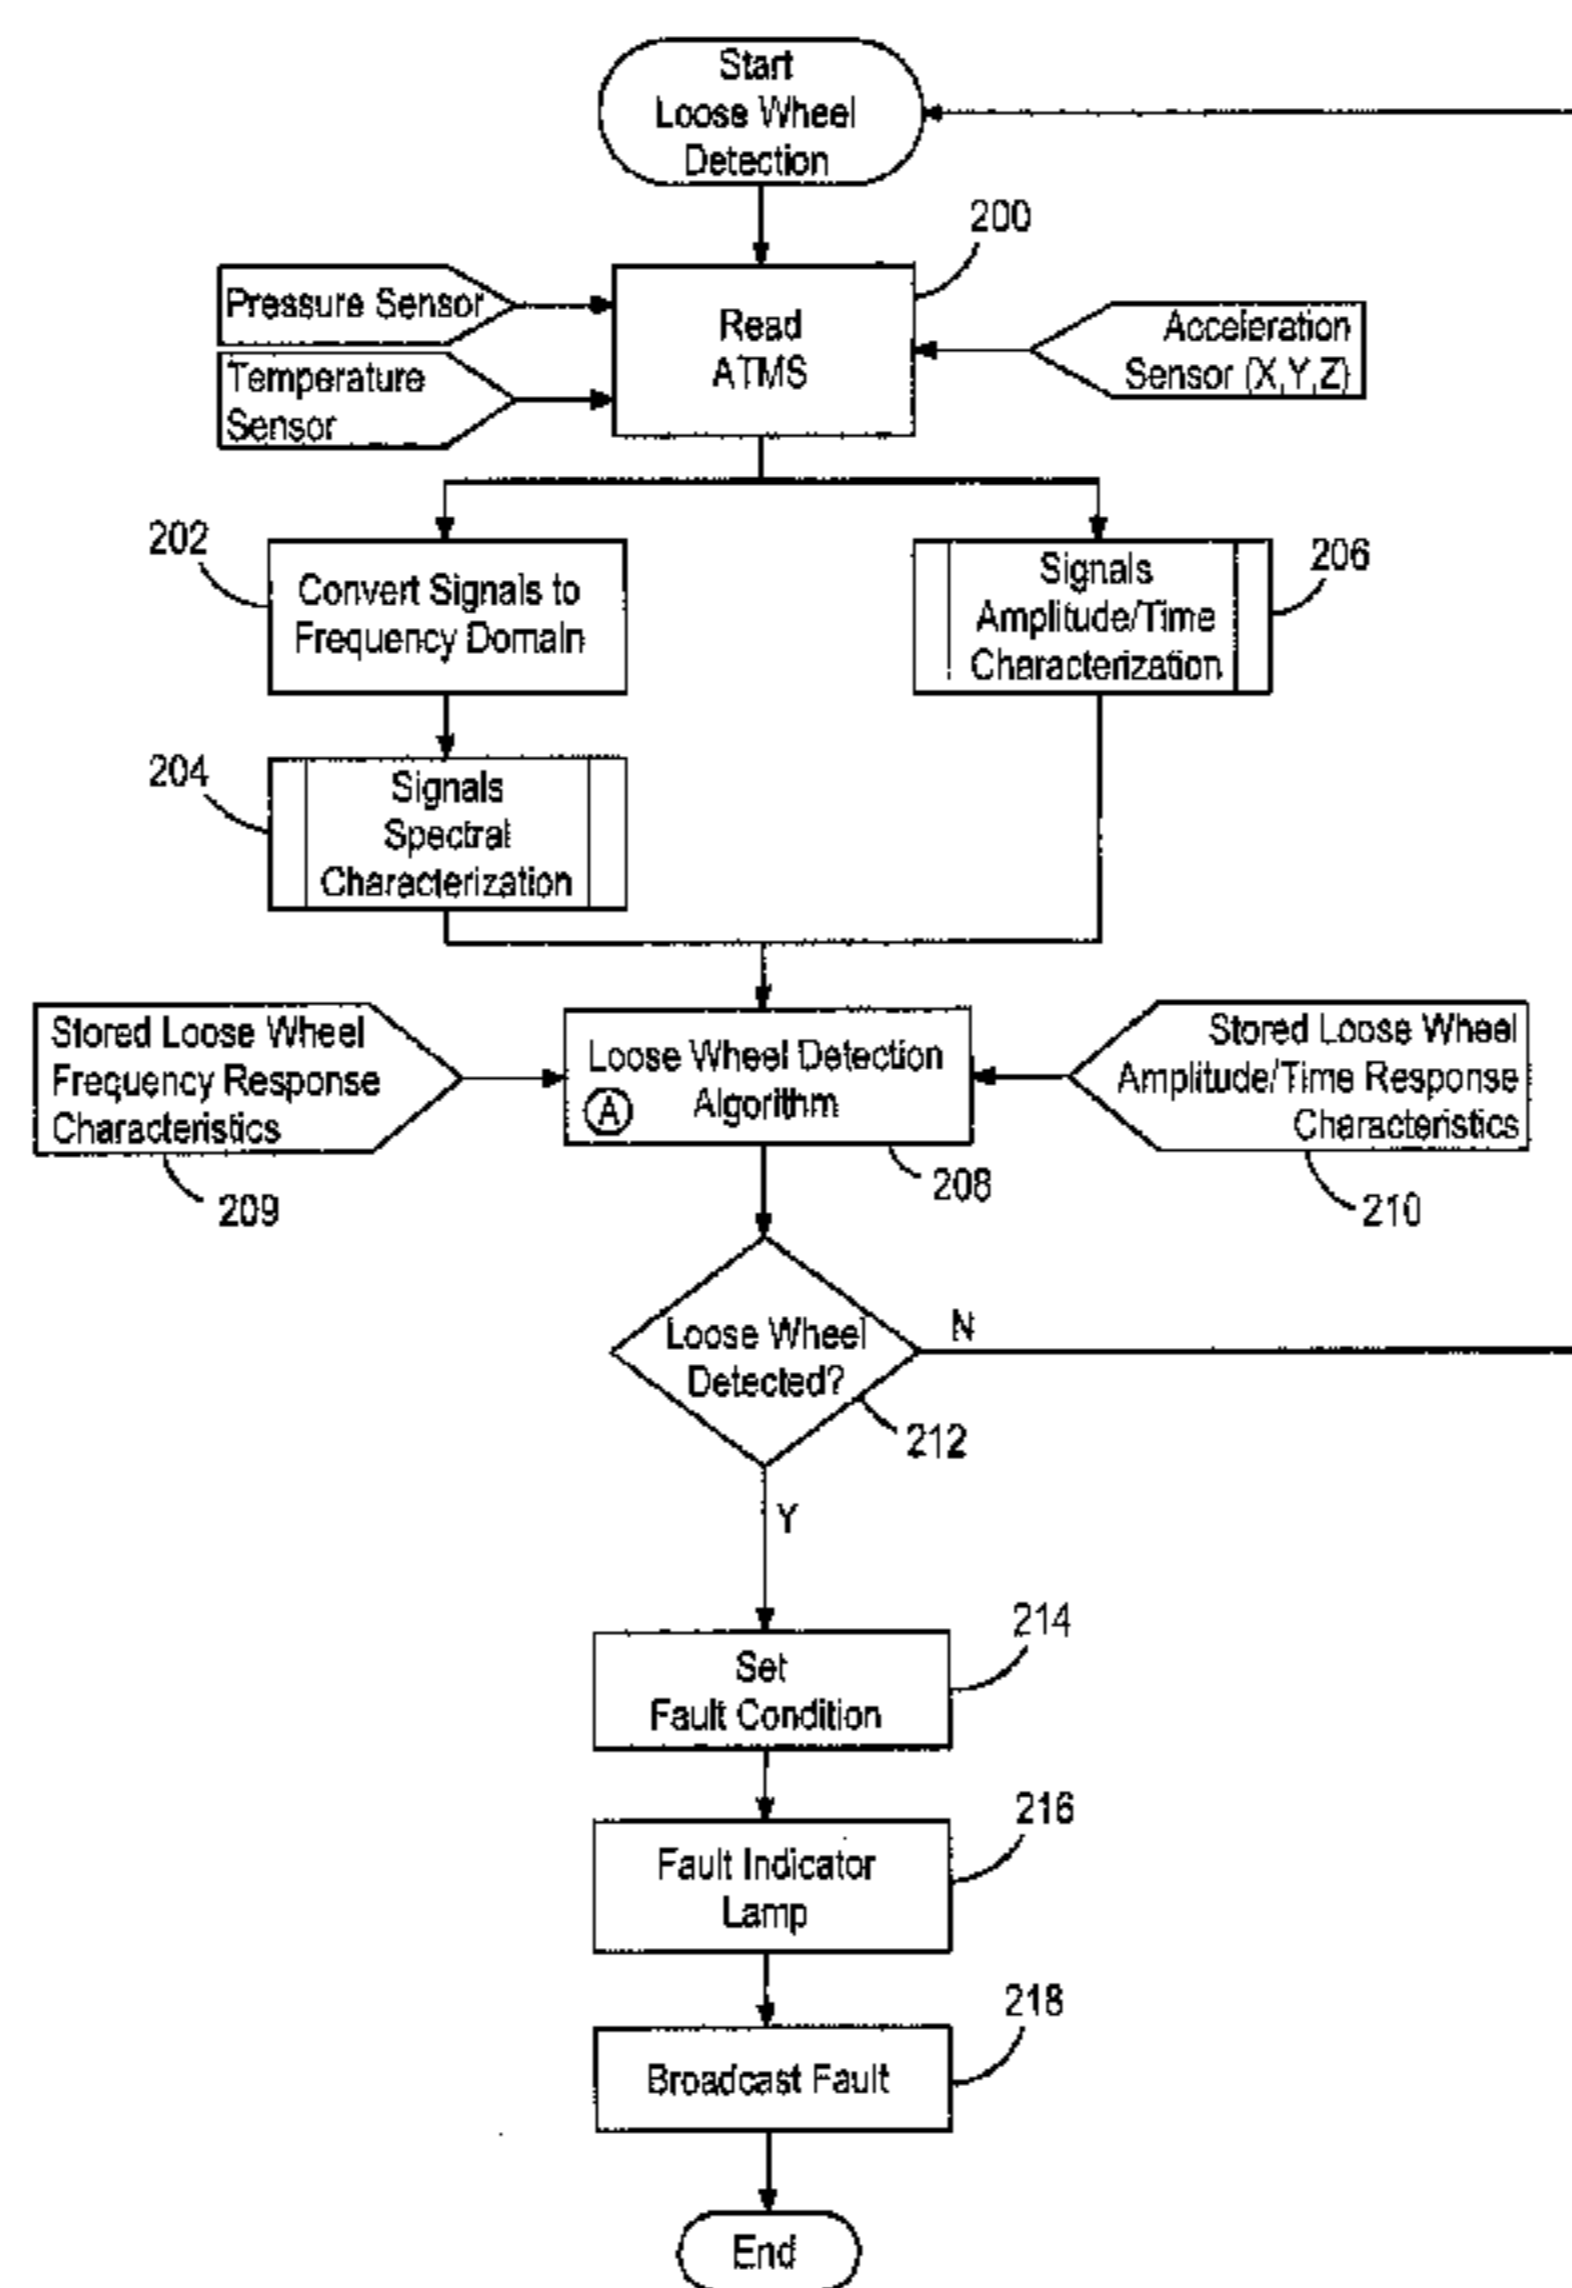 Start
Loose Wheel
Detection
200
Pressure Sensor
Read
ATMS
Acceleration
Sensor (X,Y,Z)
Temperature
Sensor
202
Convert Signals to
Frequency Domain
Signals
Amplitude/Time
Characterization
206
204
Signals
Spectral
Characterization
Stored Loose Wheel
Frequency Response
Characteristics
209
Loose Wheel Detection
Algorithm
A
208
Stored Loose Wheel
Amplitude/Time Response
Characteristics
210
Loose Wheel
Detected?
N
212
Y
214
Set
Fault Condition
216
Fault Indicator
Lamp
218
Broadcast Fault
End